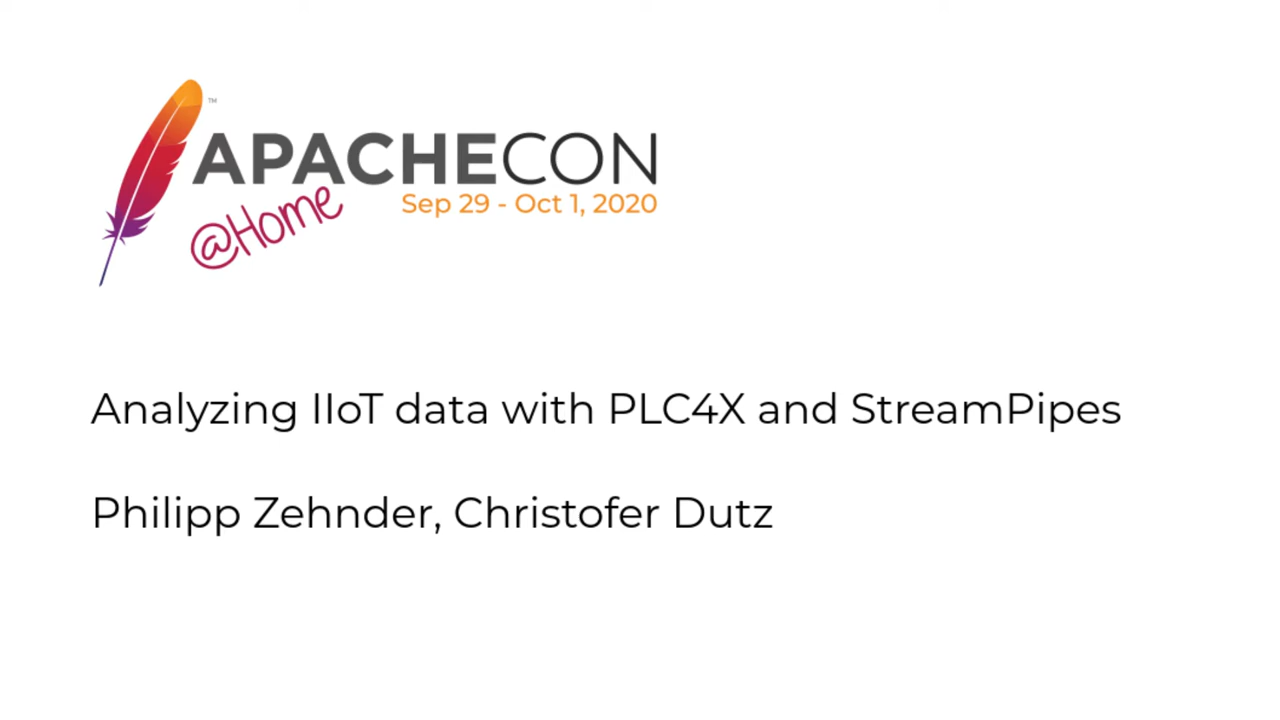 ™
APACHECON
@Home
Sep 29 - Oct 1, 2020
Analyzing IIoT data with PLC4X and StreamPipes
Philipp Zehnder, Christofer Dutz